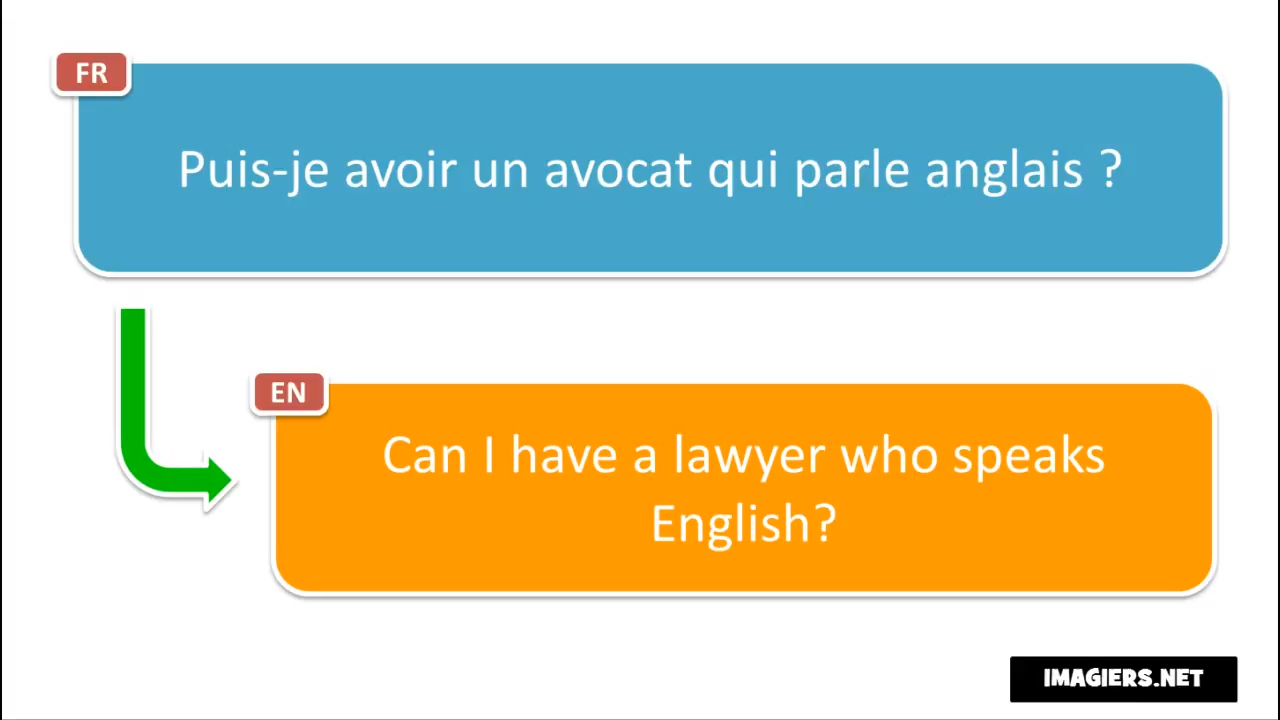 FR
Puis-je avoir un avocat qui parle anglais ?
EN
Can I have a lawyer who speaks
English?
IMAGIERS.NET